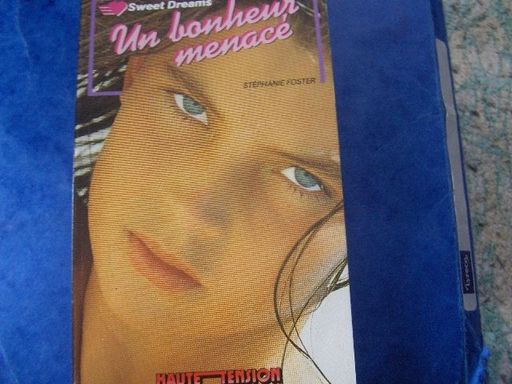 Sweet Dreams
Un bonheur
menacé
STÉPHANIE FOSTER
HAUTE TENSION